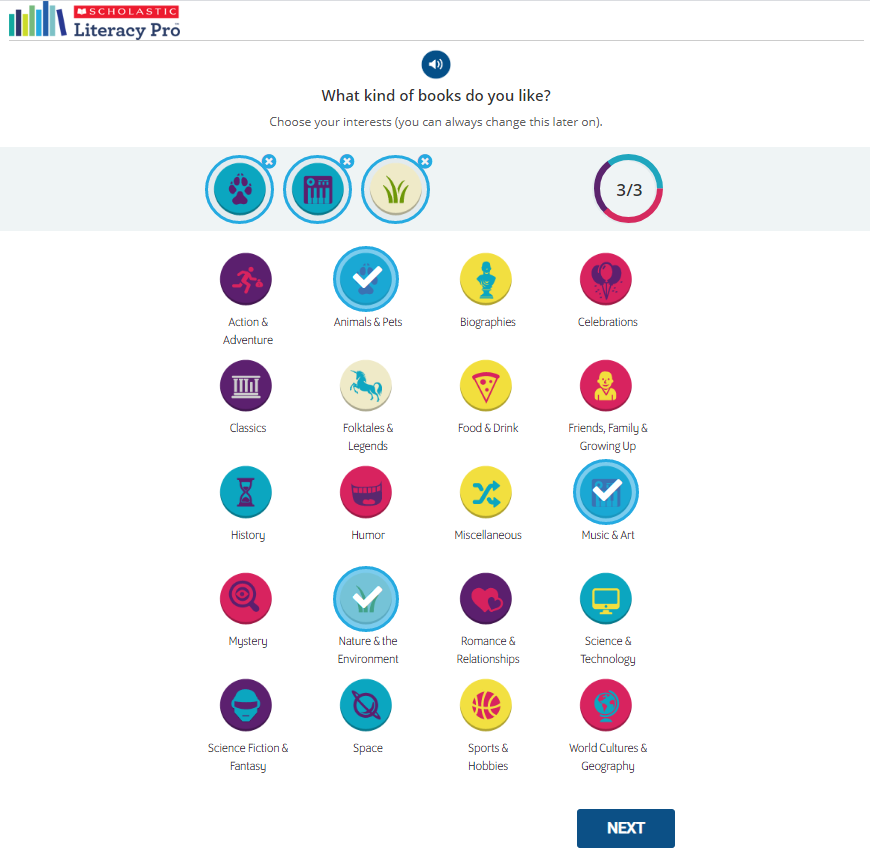 SCHOLASTIC
Literacy Pro™
What kind of books do you like?
Choose your interests (you can always change this later on).
3/3
Action &
Adventure
Animals & Pets
Biographies
Celebrations
Classics
Folktales &
Legends
Food & Drink
Friends, Family &
Growing Up
History
Humor
Miscellaneous
Music & Art
Mystery
Nature & the
Environment
Romance &
Relationships
Science &
Technology
Science Fiction &
Fantasy
Space
Sports &
Hobbies
World Cultures &
Geography
NEXT